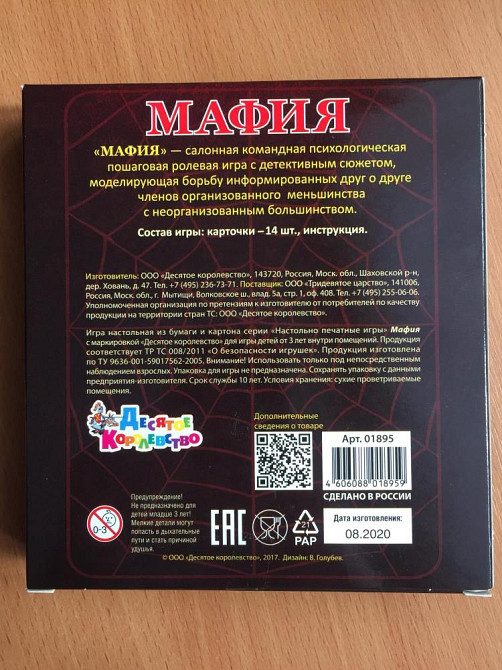 МАФИЯ
«МАФИЯ» — салонная командная психологическая
пошаговая ролевая игра с детективным сюжетом,
моделирующая борьбу информированных друг о друге
членов организованного меньшинства
с неорганизованным большинством.
Состав игры: карточки – 14 шт., инструкция.
Изготовитель: ООО «Десятое королевство», 143720, Россия, Моск. обл., Шаховской р-н,
дер. Ховань, д. 47. Тел. +7 (495) 236-73-71. Поставщик: ООО «Тридевятое царство», 141006,
Россия, Моск. обл., г. Мытищи, Волковское ш., влад. 5а, стр. 1, оф. 408. Тел. +7 (495) 255-06-06.
Уполномоченная организация по претензиям к изготовителю от потребителей по качеству
продукции на территории стран ТС: ООО «Десятое королевство».
Игра настольная из бумаги и картона серии «Настольно печатные игры» Мафия
с маркировкой «Десятое королевство» для игры детей от 3 лет внутри помещений. Продукция
соответствует ТР ТС 008/2011 «О безопасности игрушек». Продукция изготовлена
по ТУ 9636-001-59017562-2005. Внимание! Использовать только под непосредственным
наблюдением взрослых. Упаковка для игры не предназначена. Сохранять упаковку с данными
предприятия-изготовителя. Срок службы 10 лет. Условия хранения: сухие проветриваемые
помещения.
Десятое
Королевство
Дополнительные
сведения о товаре
Арт. 01895
4 606088 018959
СДЕЛАНО В РОССИИ
0-3
Предупреждение!
Не предназначено для
детей младше 3 лет!
Мелкие детали могут
попасть в дыхательные
пути и стать причиной
удушья.
ЕАС
21
PAP
Дата изготовления:
08.2020
© ООО «Десятое королевство», 2017. Дизайн: В. Голубев.